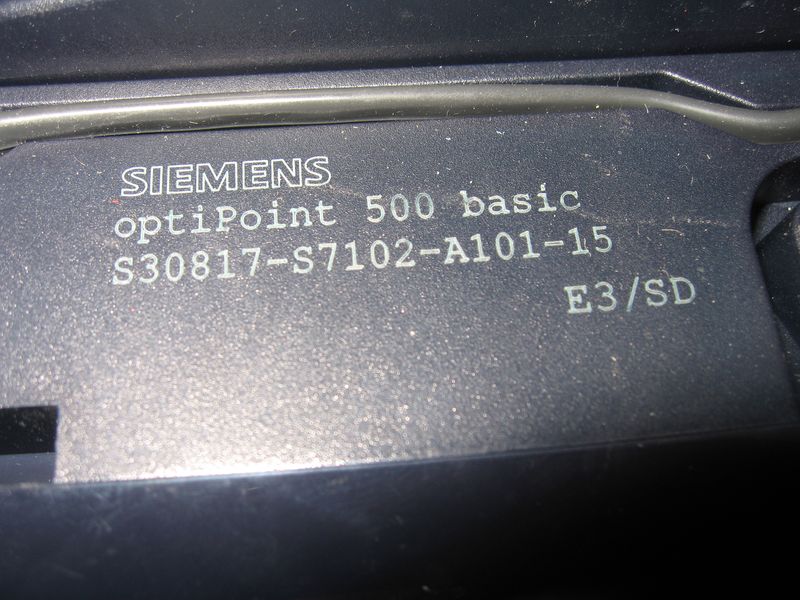 SIEMENS
optiPoint 500 basic
S30817-S7102-A101-15
E3/SD